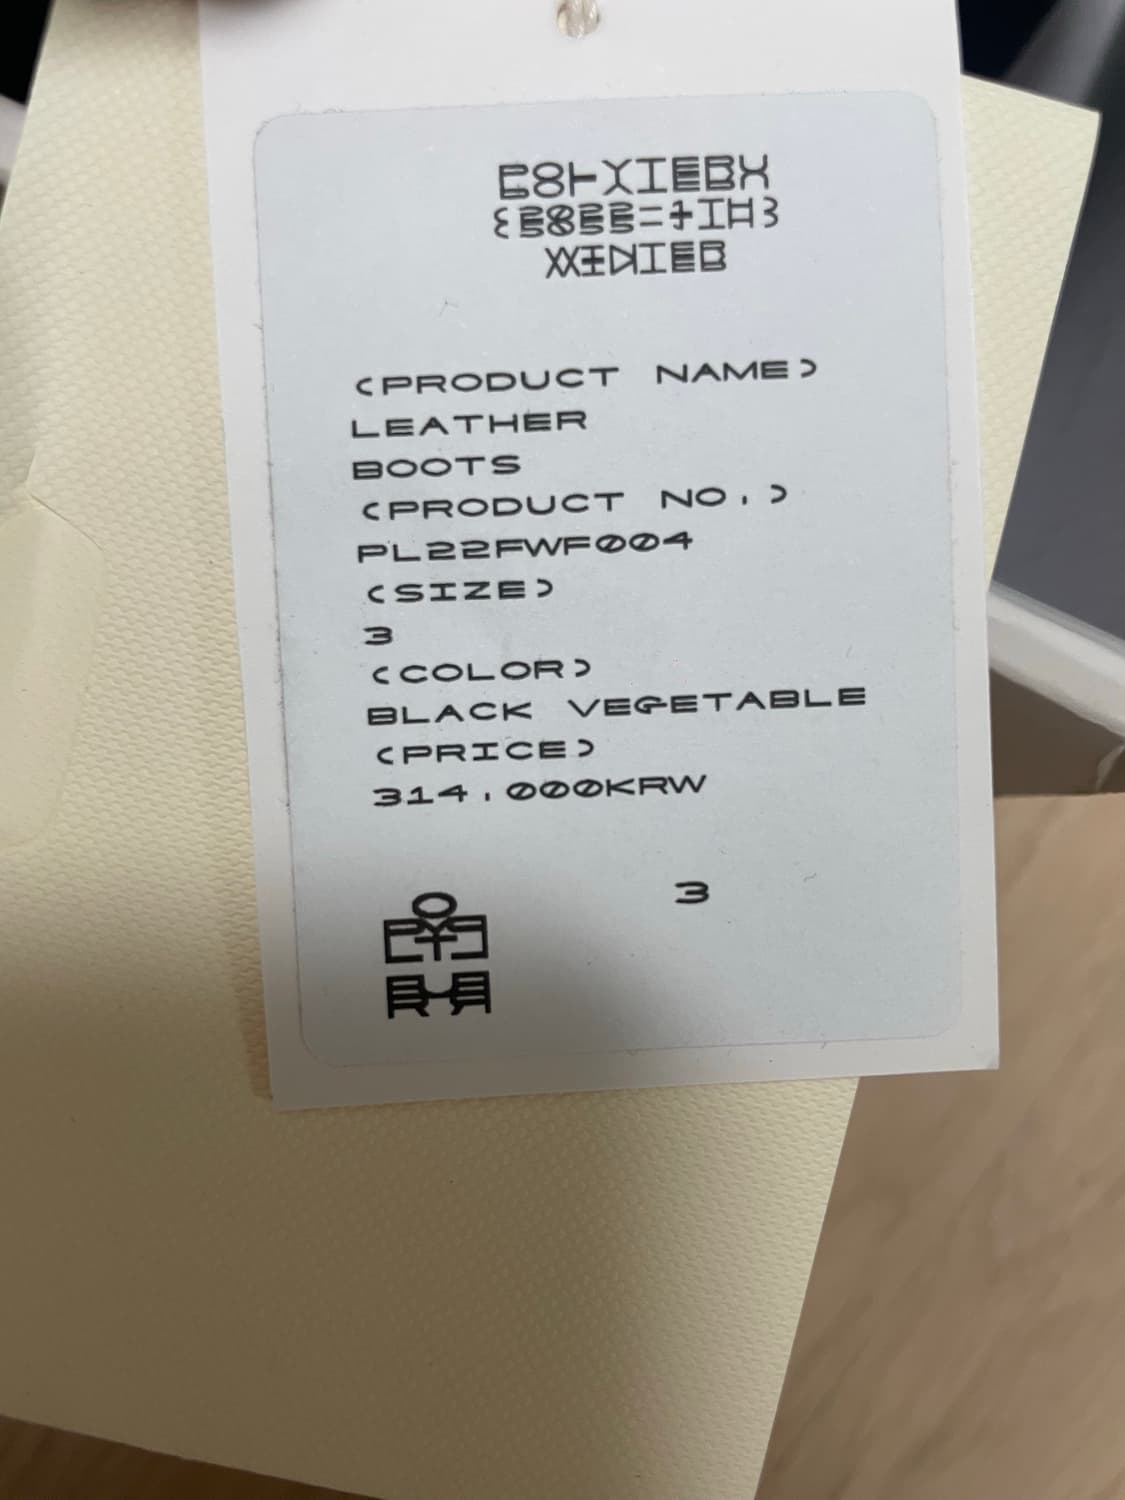 (PRODUCT NAME)
LEATHER
BOOTS
(PRODUCT NO.)
PL22FWF004
(SIZE)
3
(COLOR)
BLACK VEGETABLE
(PRICE)
314.000KRW
3